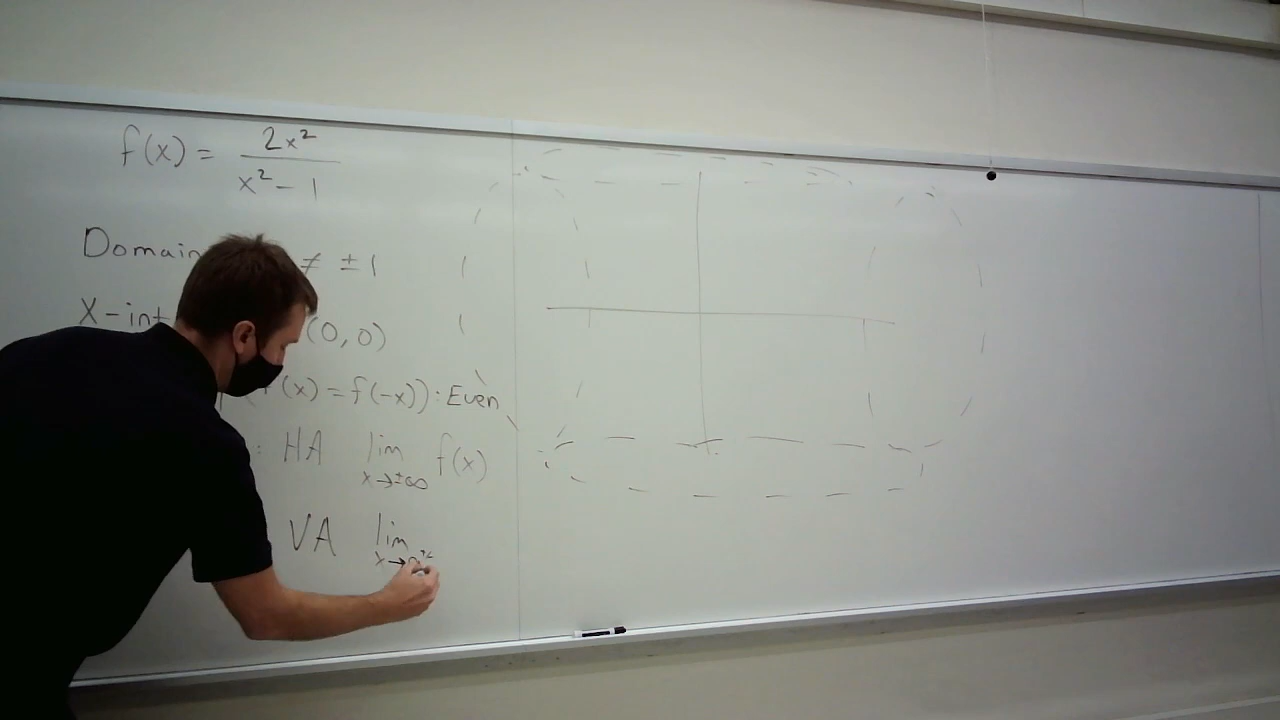 f(x) = 2x² / x² - 1
Domain ≠ ±1
X-int (0,0)
(x) = f(-x)) : Even
: HA lim x→±∞ f(x)
VA lim x→